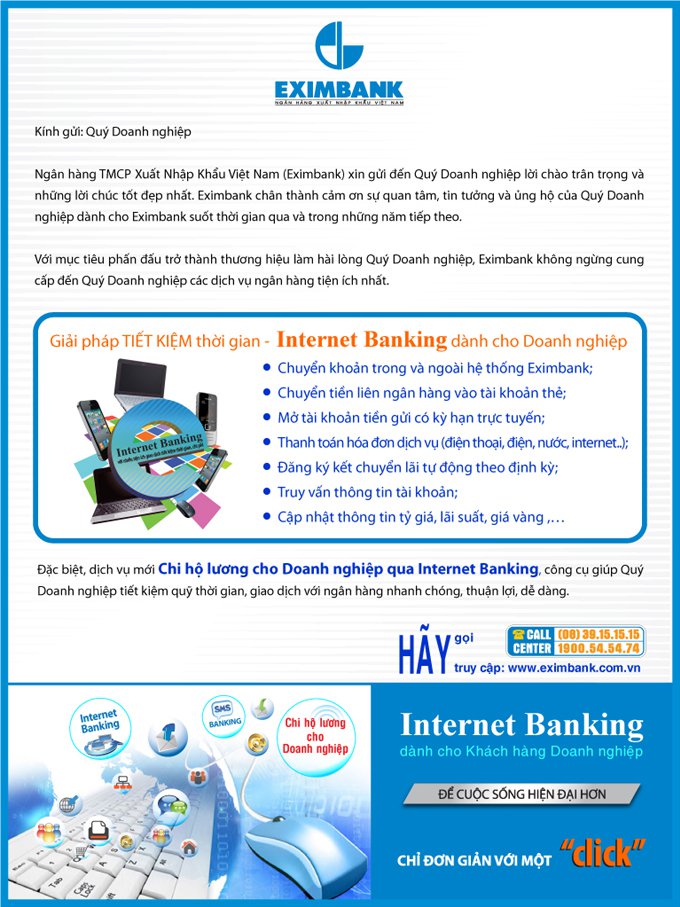 EXIMBANK
NGÂN HÀNG XUẤT NHẬP KHẨU VIỆT NAM
Kính gửi: Quý Doanh nghiệp
Ngân hàng TMCP Xuất Nhập Khẩu Việt Nam (Eximbank) xin gửi đến Quý Doanh nghiệp lời chào trân trọng và
những lời chúc tốt đẹp nhất. Eximbank chân thành cảm ơn sự quan tâm, tin tưởng và ủng hộ của Quý Doanh
nghiệp dành cho Eximbank suốt thời gian qua và trong những năm tiếp theo.
Với mục tiêu phấn đấu trở thành thương hiệu làm hài lòng Quý Doanh nghiệp, Eximbank không ngừng cung
cấp đến Quý Doanh nghiệp các dịch vụ ngân hàng tiện ích nhất.
Giải pháp TIẾT KIỆM thời gian - Internet Banking dành cho Doanh nghiệp
Internet Banking
• Chuyển khoản trong và ngoài hệ thống Eximbank;
• Chuyển tiền liên ngân hàng vào tài khoản thẻ;
• Mở tài khoản tiền gửi có kỳ hạn trực tuyến;
• Thanh toán hóa đơn dịch vụ (điện thoại, điện, nước, internet..);
• Đăng ký kết chuyển lãi tự động theo định kỳ;
• Truy vấn thông tin tài khoản;
• Cập nhật thông tin tỷ giá, lãi suất, giá vàng ,…
Đặc biệt, dịch vụ mới Chi hộ lương cho Doanh nghiệp qua Internet Banking, công cụ giúp Quý
Doanh nghiệp tiết kiệm quỹ thời gian, giao dịch với ngân hàng nhanh chóng, thuận lợi, dễ dàng.
HÃY gọi
CALL CENTER
(08) 39.15.15.15
1900.54.54.74
truy cập: www.eximbank.com.vn
Internet
Banking
SMS
BANKING
Chi hộ lương
cho
Doanh nghiệp
Caps
Lock
Shift
Internet Banking
dành cho Khách hàng Doanh nghiệp
ĐỂ CUỘC SỐNG HIỆN ĐẠI HƠN
CHỈ ĐƠN GIẢN VỚI MỘT "click"